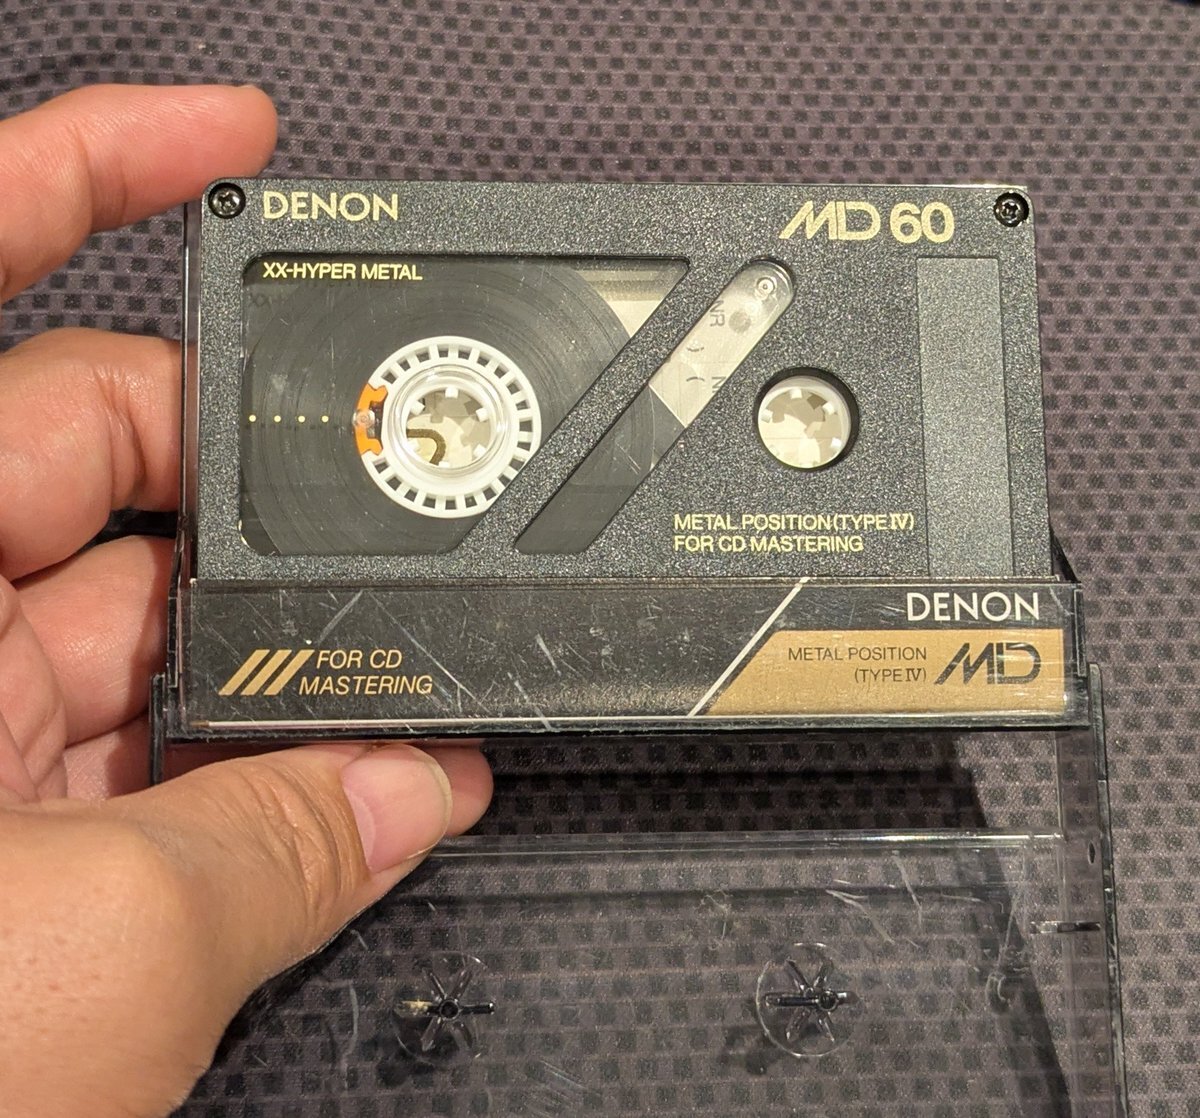 DENON
MD 60
XX-HYPER METAL
NR
METAL POSITION (TYPE IV)
FOR CD MASTERING
DENON
/// FOR CD
MASTERING
METAL POSITION
(TYPE IV)
MD